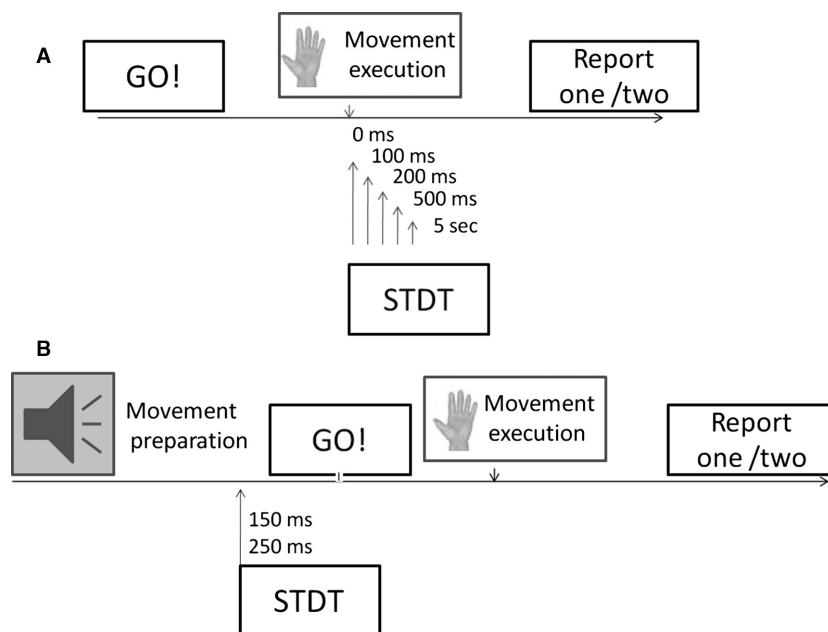 A
GO!
Movement
execution
Report
one /two
0 ms
100 ms
200 ms
500 ms
5 sec
STDT
B
Movement
preparation
GO!
Movement
execution
Report
one /two
150 ms
250 ms
STDT